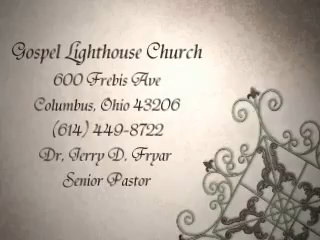 Gospel Lighthouse Church
600 Frebis Ave
Columbus, Ohio 43206
(614) 449-8722
Dr. Jerry D. Fryar
Senior Pastor